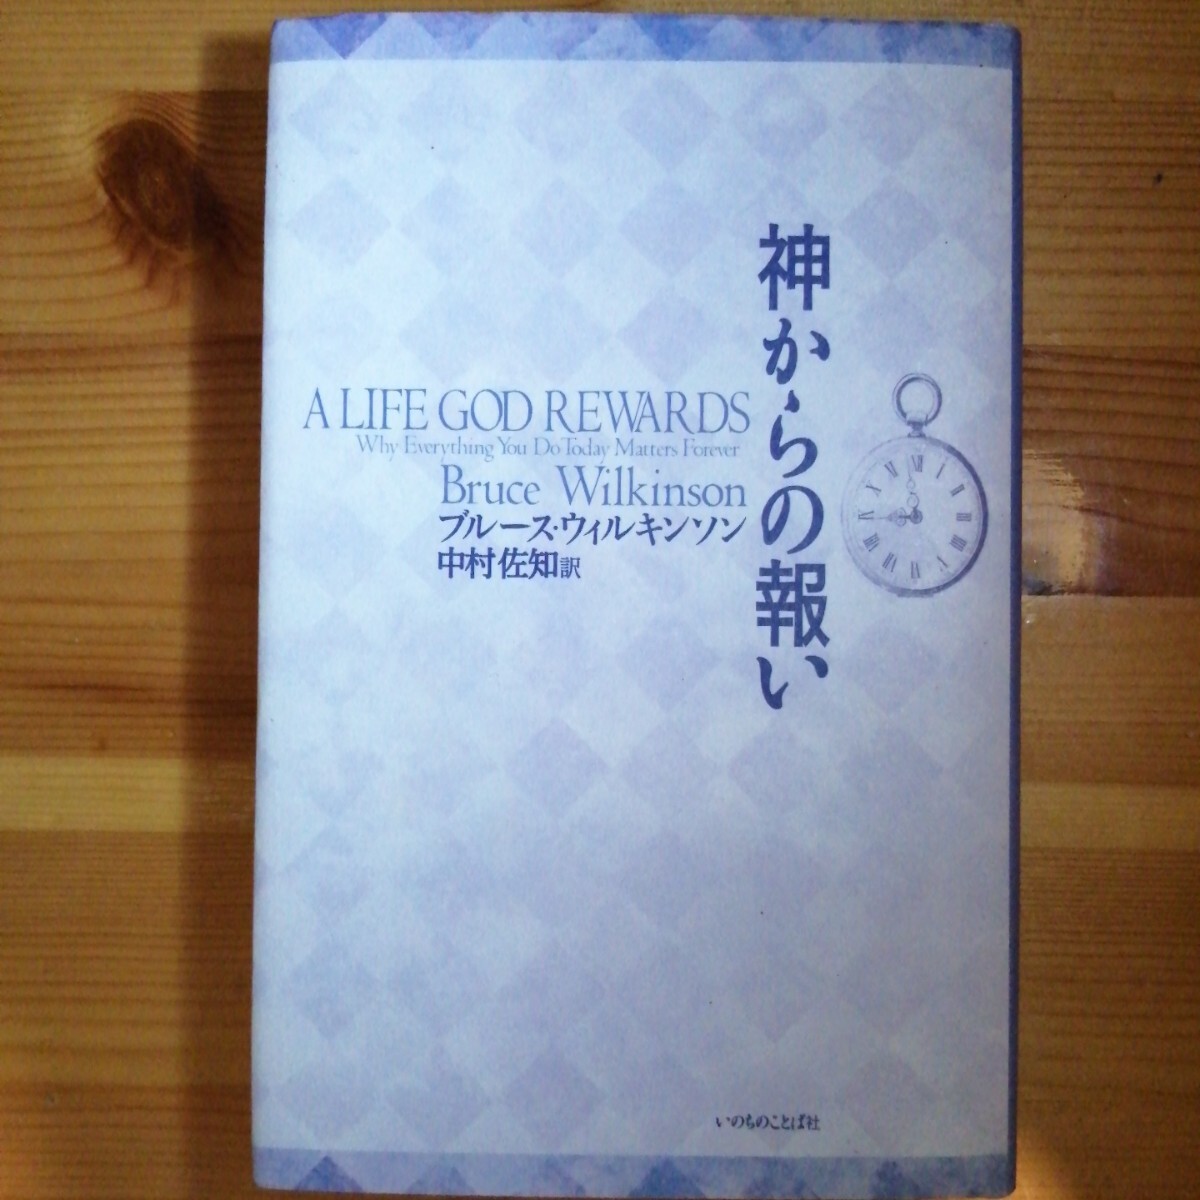 神からの報い
A LIFE GOD REWARDS
Why Everything You Do Today Matters Forever
Bruce Wilkinson
ブルース・ウィルキンソン
中村佐知訳
いのちのことば社